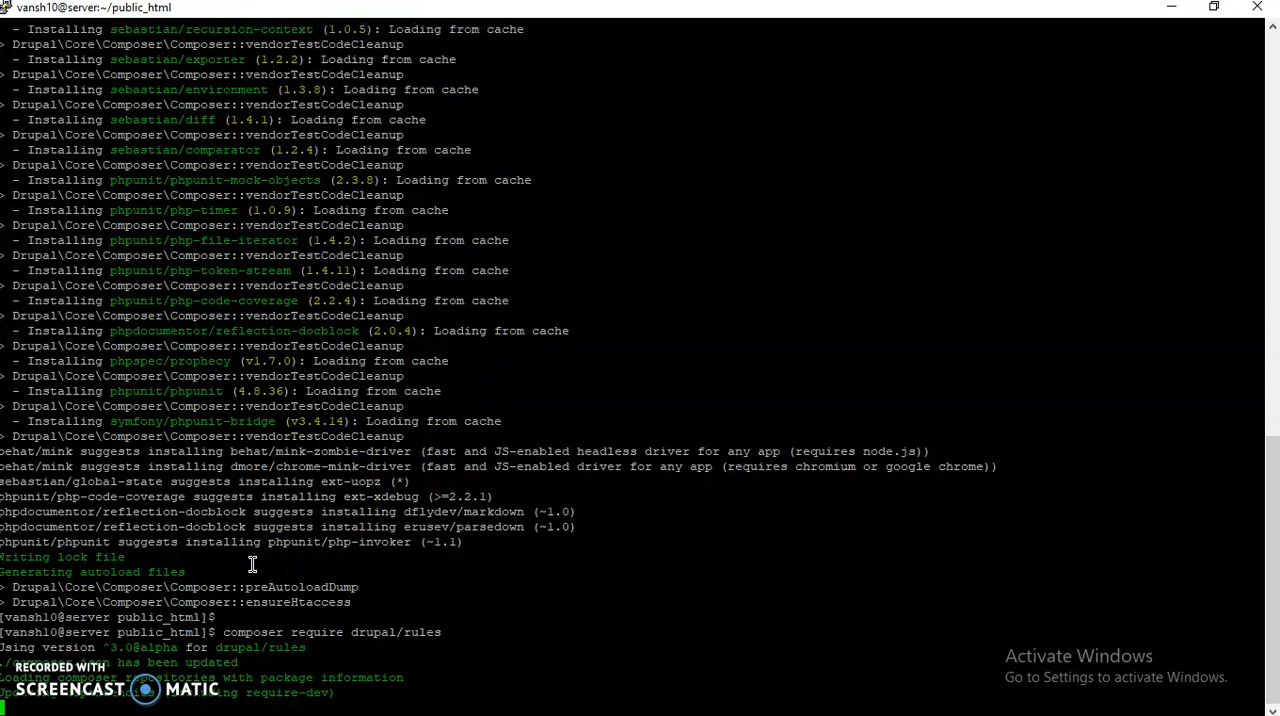 vansh10@server:~/public_html
- Installing sebastian/recursion-context (1.0.5): Loading from cache
> Drupal\Core\Composer\Composer::vendorTestCodeCleanup
- Installing sebastian/exporter (1.2.2): Loading from cache
> Drupal\Core\Composer\Composer::vendorTestCodeCleanup
- Installing sebastian/environment (1.3.8): Loading from cache
> Drupal\Core\Composer\Composer::vendorTestCodeCleanup
- Installing sebastian/diff (1.4.1): Loading from cache
> Drupal\Core\Composer\Composer::vendorTestCodeCleanup
- Installing sebastian/comparator (1.2.4): Loading from cache
> Drupal\Core\Composer\Composer::vendorTestCodeCleanup
- Installing phpunit/phpunit-mock-objects (2.3.8): Loading from cache
> Drupal\Core\Composer\Composer::vendorTestCodeCleanup
- Installing phpunit/php-timer (1.0.9): Loading from cache
> Drupal\Core\Composer\Composer::vendorTestCodeCleanup
- Installing phpunit/php-file-iterator (1.4.2): Loading from cache
> Drupal\Core\Composer\Composer::vendorTestCodeCleanup
- Installing phpunit/php-token-stream (1.4.11): Loading from cache
> Drupal\Core\Composer\Composer::vendorTestCodeCleanup
- Installing phpunit/php-code-coverage (2.2.4): Loading from cache
> Drupal\Core\Composer\Composer::vendorTestCodeCleanup
- Installing phpdocumentor/reflection-docblock (2.0.4): Loading from cache
> Drupal\Core\Composer\Composer::vendorTestCodeCleanup
- Installing phpspec/prophecy (v1.7.0): Loading from cache
> Drupal\Core\Composer\Composer::vendorTestCodeCleanup
- Installing phpunit/phpunit (4.8.36): Loading from cache
> Drupal\Core\Composer\Composer::vendorTestCodeCleanup
- Installing symfony/phpunit-bridge (v3.4.14): Loading from cache
> Drupal\Core\Composer\Composer::vendorTestCodeCleanup
behat/mink suggests installing behat/mink-zombie-driver (fast and JS-enabled headless driver for any app (requires node.js))
behat/mink suggests installing dmore/chrome-mink-driver (fast and JS-enabled driver for any app (requires chromium or google chrome))
sebastian/global-state suggests installing ext-uopz (*)
phpunit/php-code-coverage suggests installing ext-xdebug (>=2.2.1)
phpdocumentor/reflection-docblock suggests installing dflydev/markdown (~1.0)
phpdocumentor/reflection-docblock suggests installing erusev/parsedown (~1.0)
phpunit/phpunit suggests installing phpunit/php-invoker (~1.1)
Writing lock file
Generating autoload files
> Drupal\Core\Composer\Composer::preAutoloadDump
> Drupal\Core\Composer\Composer::ensureHtaccess
[vansh10@server public_html]$
[vansh10@server public_html]$ composer require drupal/rules
Using version ^3.0@alpha for drupal/rules
has been updated
Loading composer repositories with package information
require-dev)
RECORDED WITH
SCREENCAST MATIC
Activate Windows
Go to Settings to activate Windows.